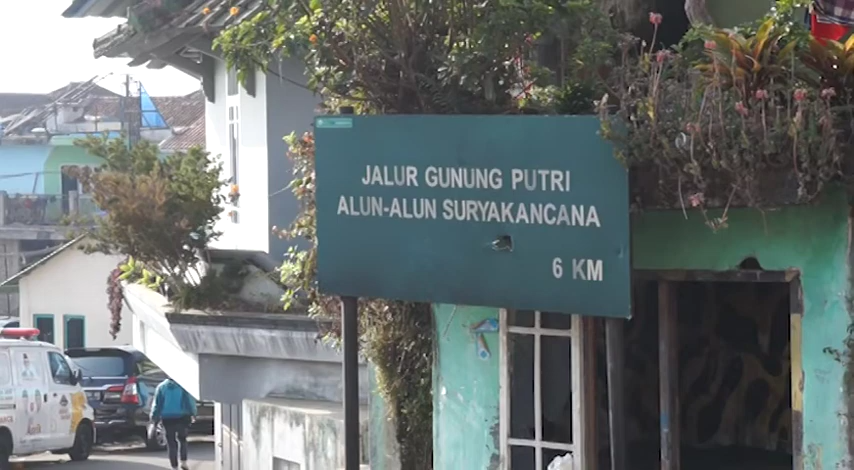 JALUR GUNUNG PUTRI
ALUN-ALUN SURYAKANCANA
6 KM